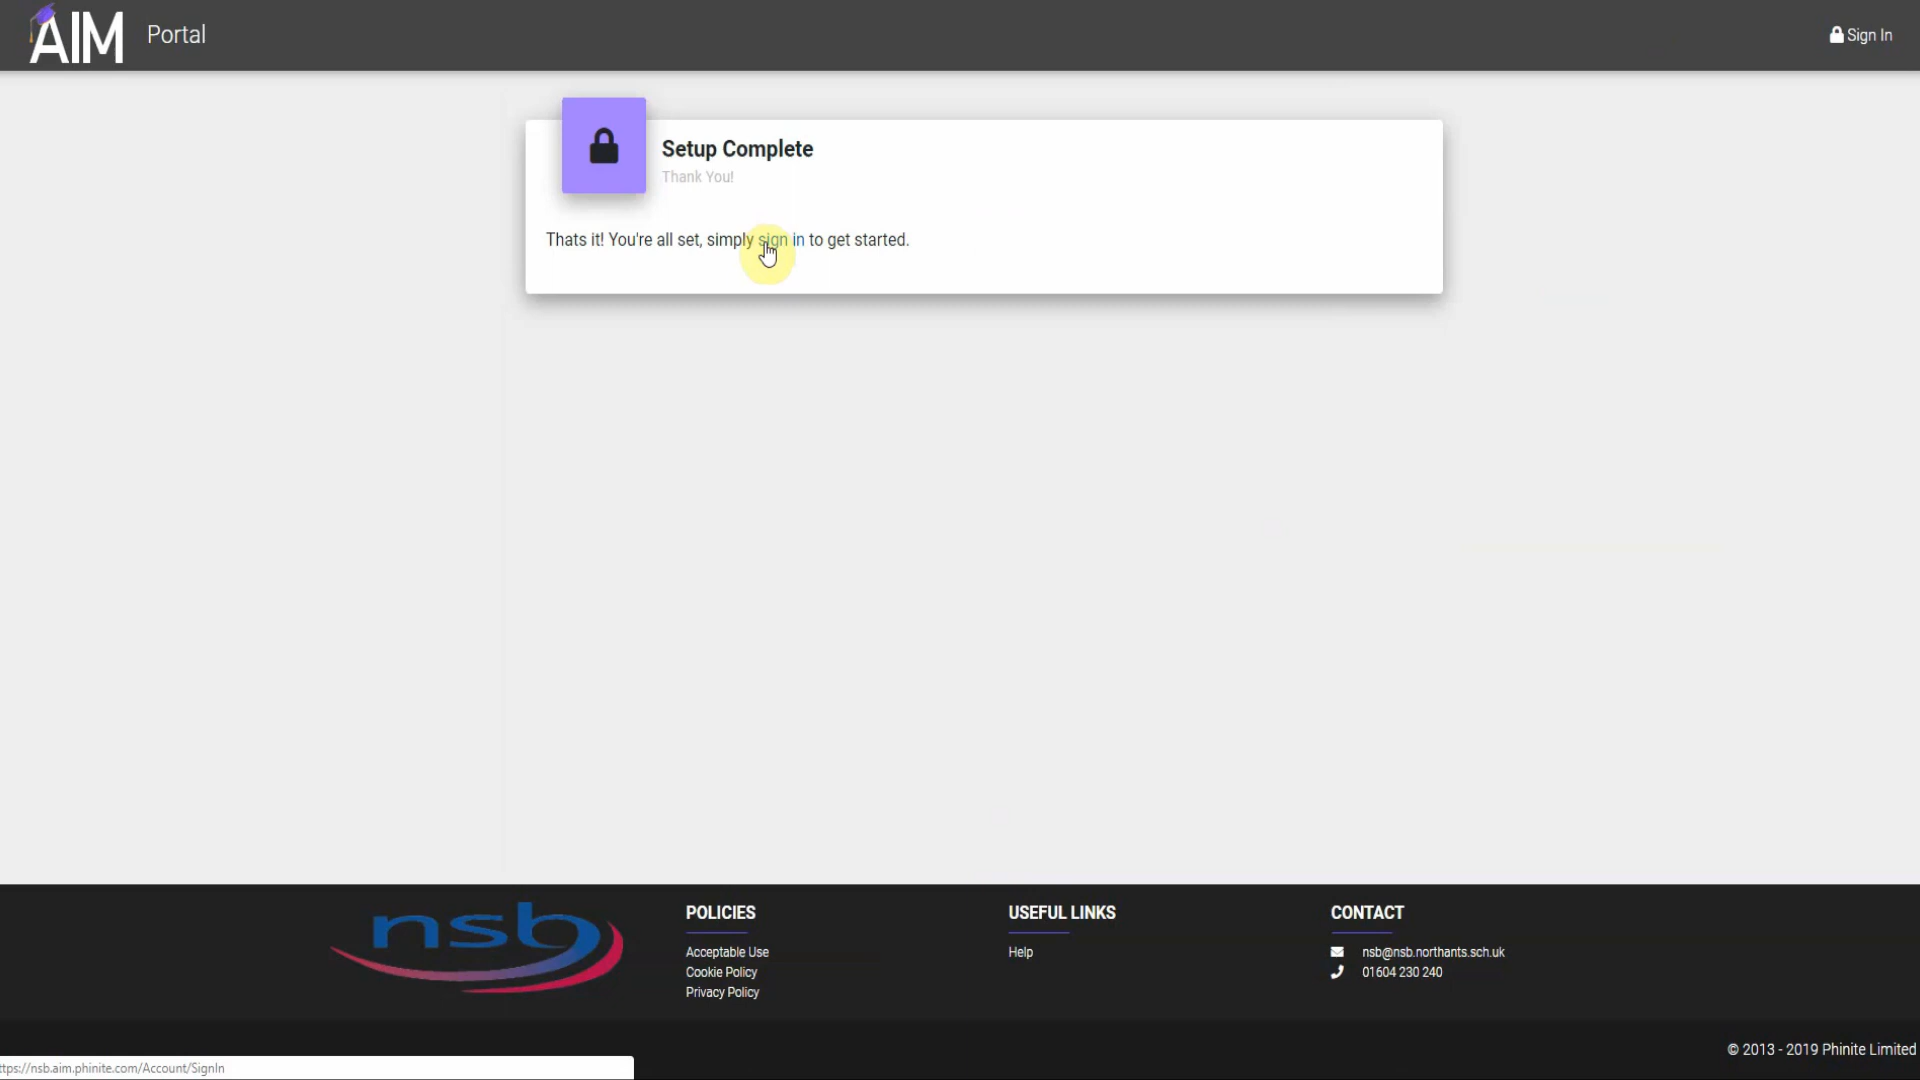 AIM Portal
Sign In
Setup Complete
Thank You!
Thats it! You're all set, simply sign in to get started.
nsb
POLICIES
Acceptable Use
Cookie Policy
Privacy Policy
USEFUL LINKS
Help
CONTACT
nsb@nsb.northants.sch.uk
01604 230 240
© 2013 - 2019 Phinite Limited
ttps://nsb.aim.phinite.com/Account/SignIn